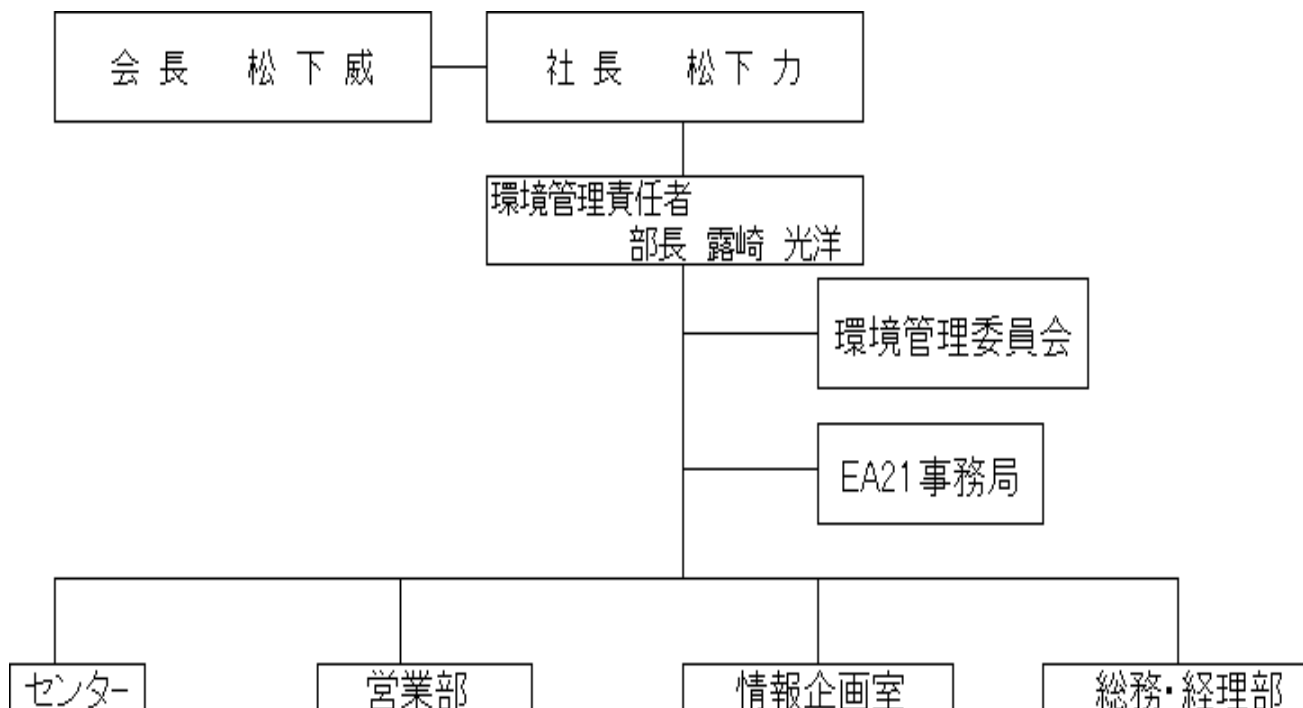 会長 松下威
社長 松下力
環境管理責任者
部長 露崎 光洋
環境管理委員会
EA21事務局
センター
営業部
情報企画室
総務・経理部